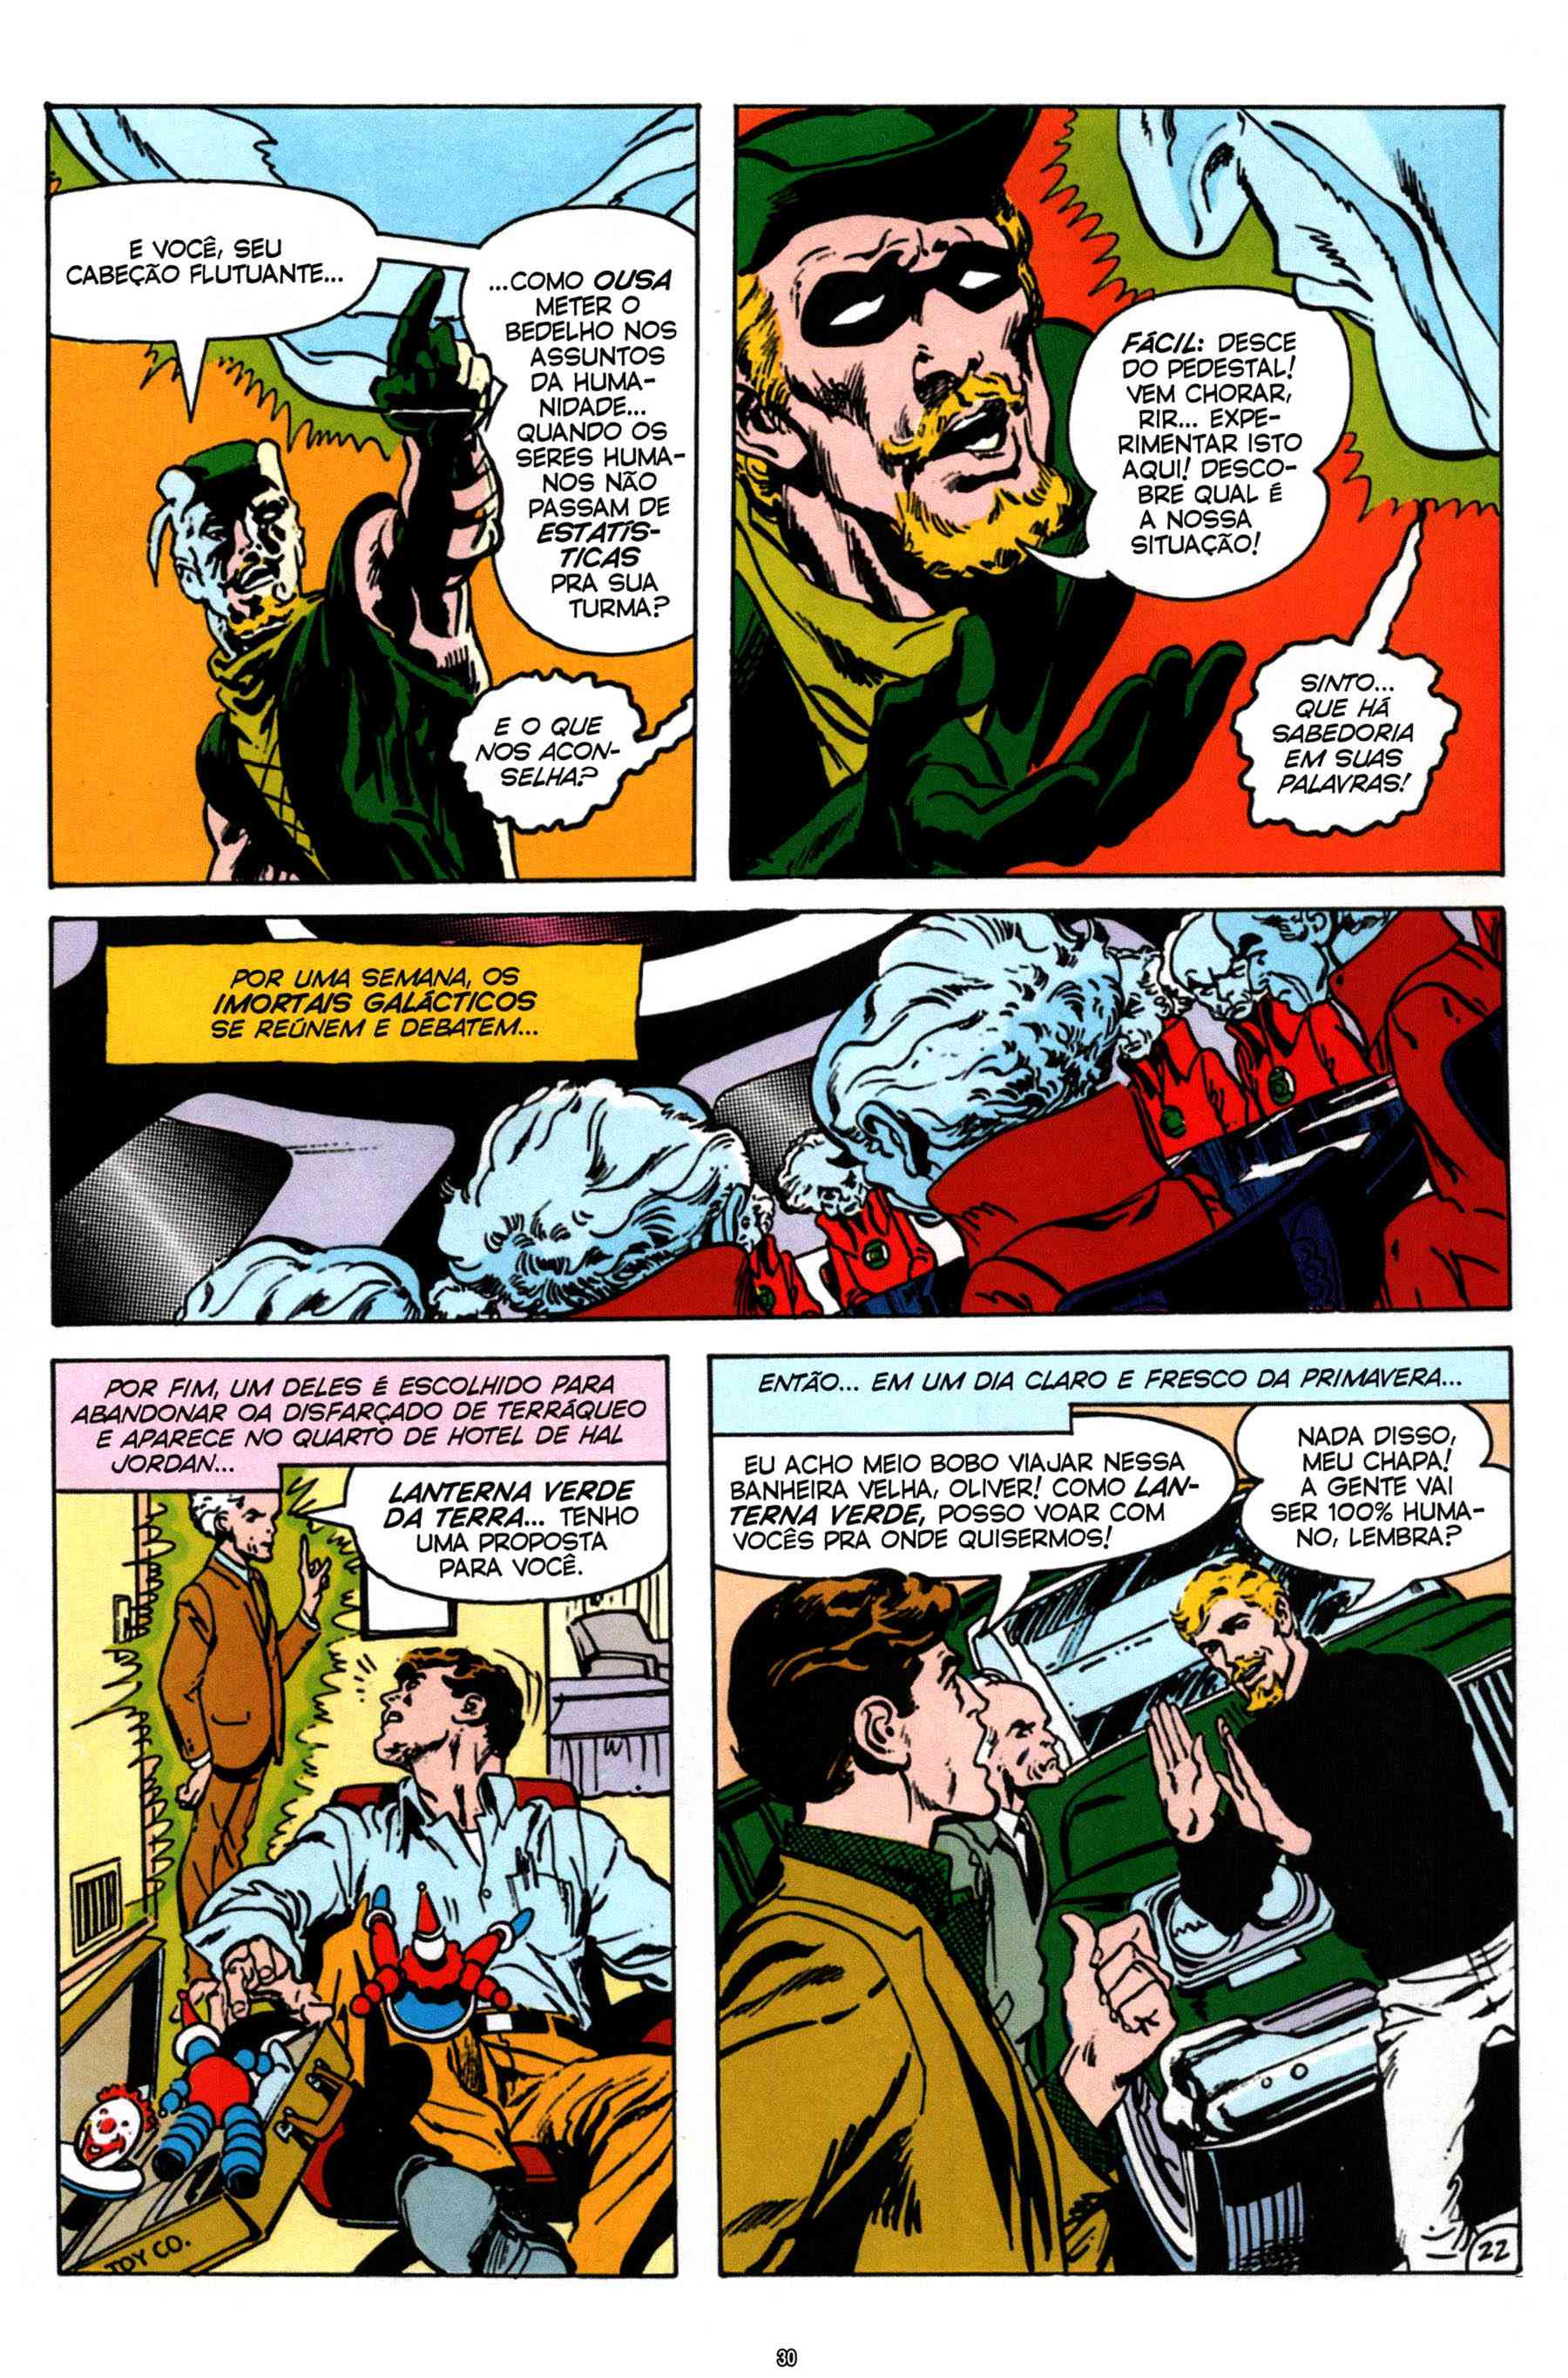 E VOCÊ, SEU
CABEÇÃO FLUTUANTE...
...COMO OUSA
METER O
BEDELHO NOS
ASSUNTOS
DA HUMA-
NIDADE...
QUANDO OS
SERES HUMA-
NOS NÃO
PASSAM DE
ESTATÍS-
TICAS
PRA SUA
TURMA?
E O QUE
NOS ACON-
SELHA?
FÁCIL: DESCE
DO PEDESTAL!
VEM CHORAR,
RIR... EXPE-
RIMENTAR ISTO
AQUI! DESCO-
BRE QUAL É
A NOSSA
SITUAÇÃO!
SINTO...
QUE HÁ
SABEDORIA
EM SUAS
PALAVRAS!
POR UMA SEMANA, OS
IMORTAIS GALÁCTICOS
SE REÚNEM E DEBATEM...
POR FIM, UM DELES É ESCOLHIDO PARA
ABANDONAR OA DISFARÇADO DE TERRÁQUEO
E APARECE NO QUARTO DE HOTEL DE HAL
JORDAN...
LANTERNA VERDE
DA TERRA... TENHO
UMA PROPOSTA
PARA VOCÊ.
TOY CO.
ENTÃO... EM UM DIA CLARO E FRESCO DA PRIMAVERA...
EU ACHO MEIO BOBO VIAJAR NESSA
BANHEIRA VELHA, OLIVER! COMO LAN-
TERNA VERDE, POSSO VOAR COM
VOCÊS PRA ONDE QUISERMOS!
NADA DISSO,
MEU CHAPA!
A GENTE VAI
SER 100% HUMA-
NO, LEMBRA?
22
30